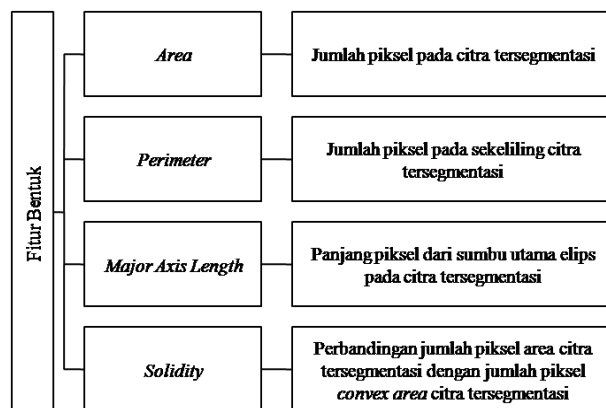 Fitur Bentuk
Area
Jumlah piksel pada citra tersegmentasi
Perimeter
Jumlah piksel pada sekeliling citra
tersegmentasi
Major Axis Length
Panjang piksel dari sumbu utama elips
pada citra tersegmentasi
Solidity
Perbandingan jumlah piksel area citra
tersegmentasi dengan jumlah piksel
convex area citra tersegmentasi